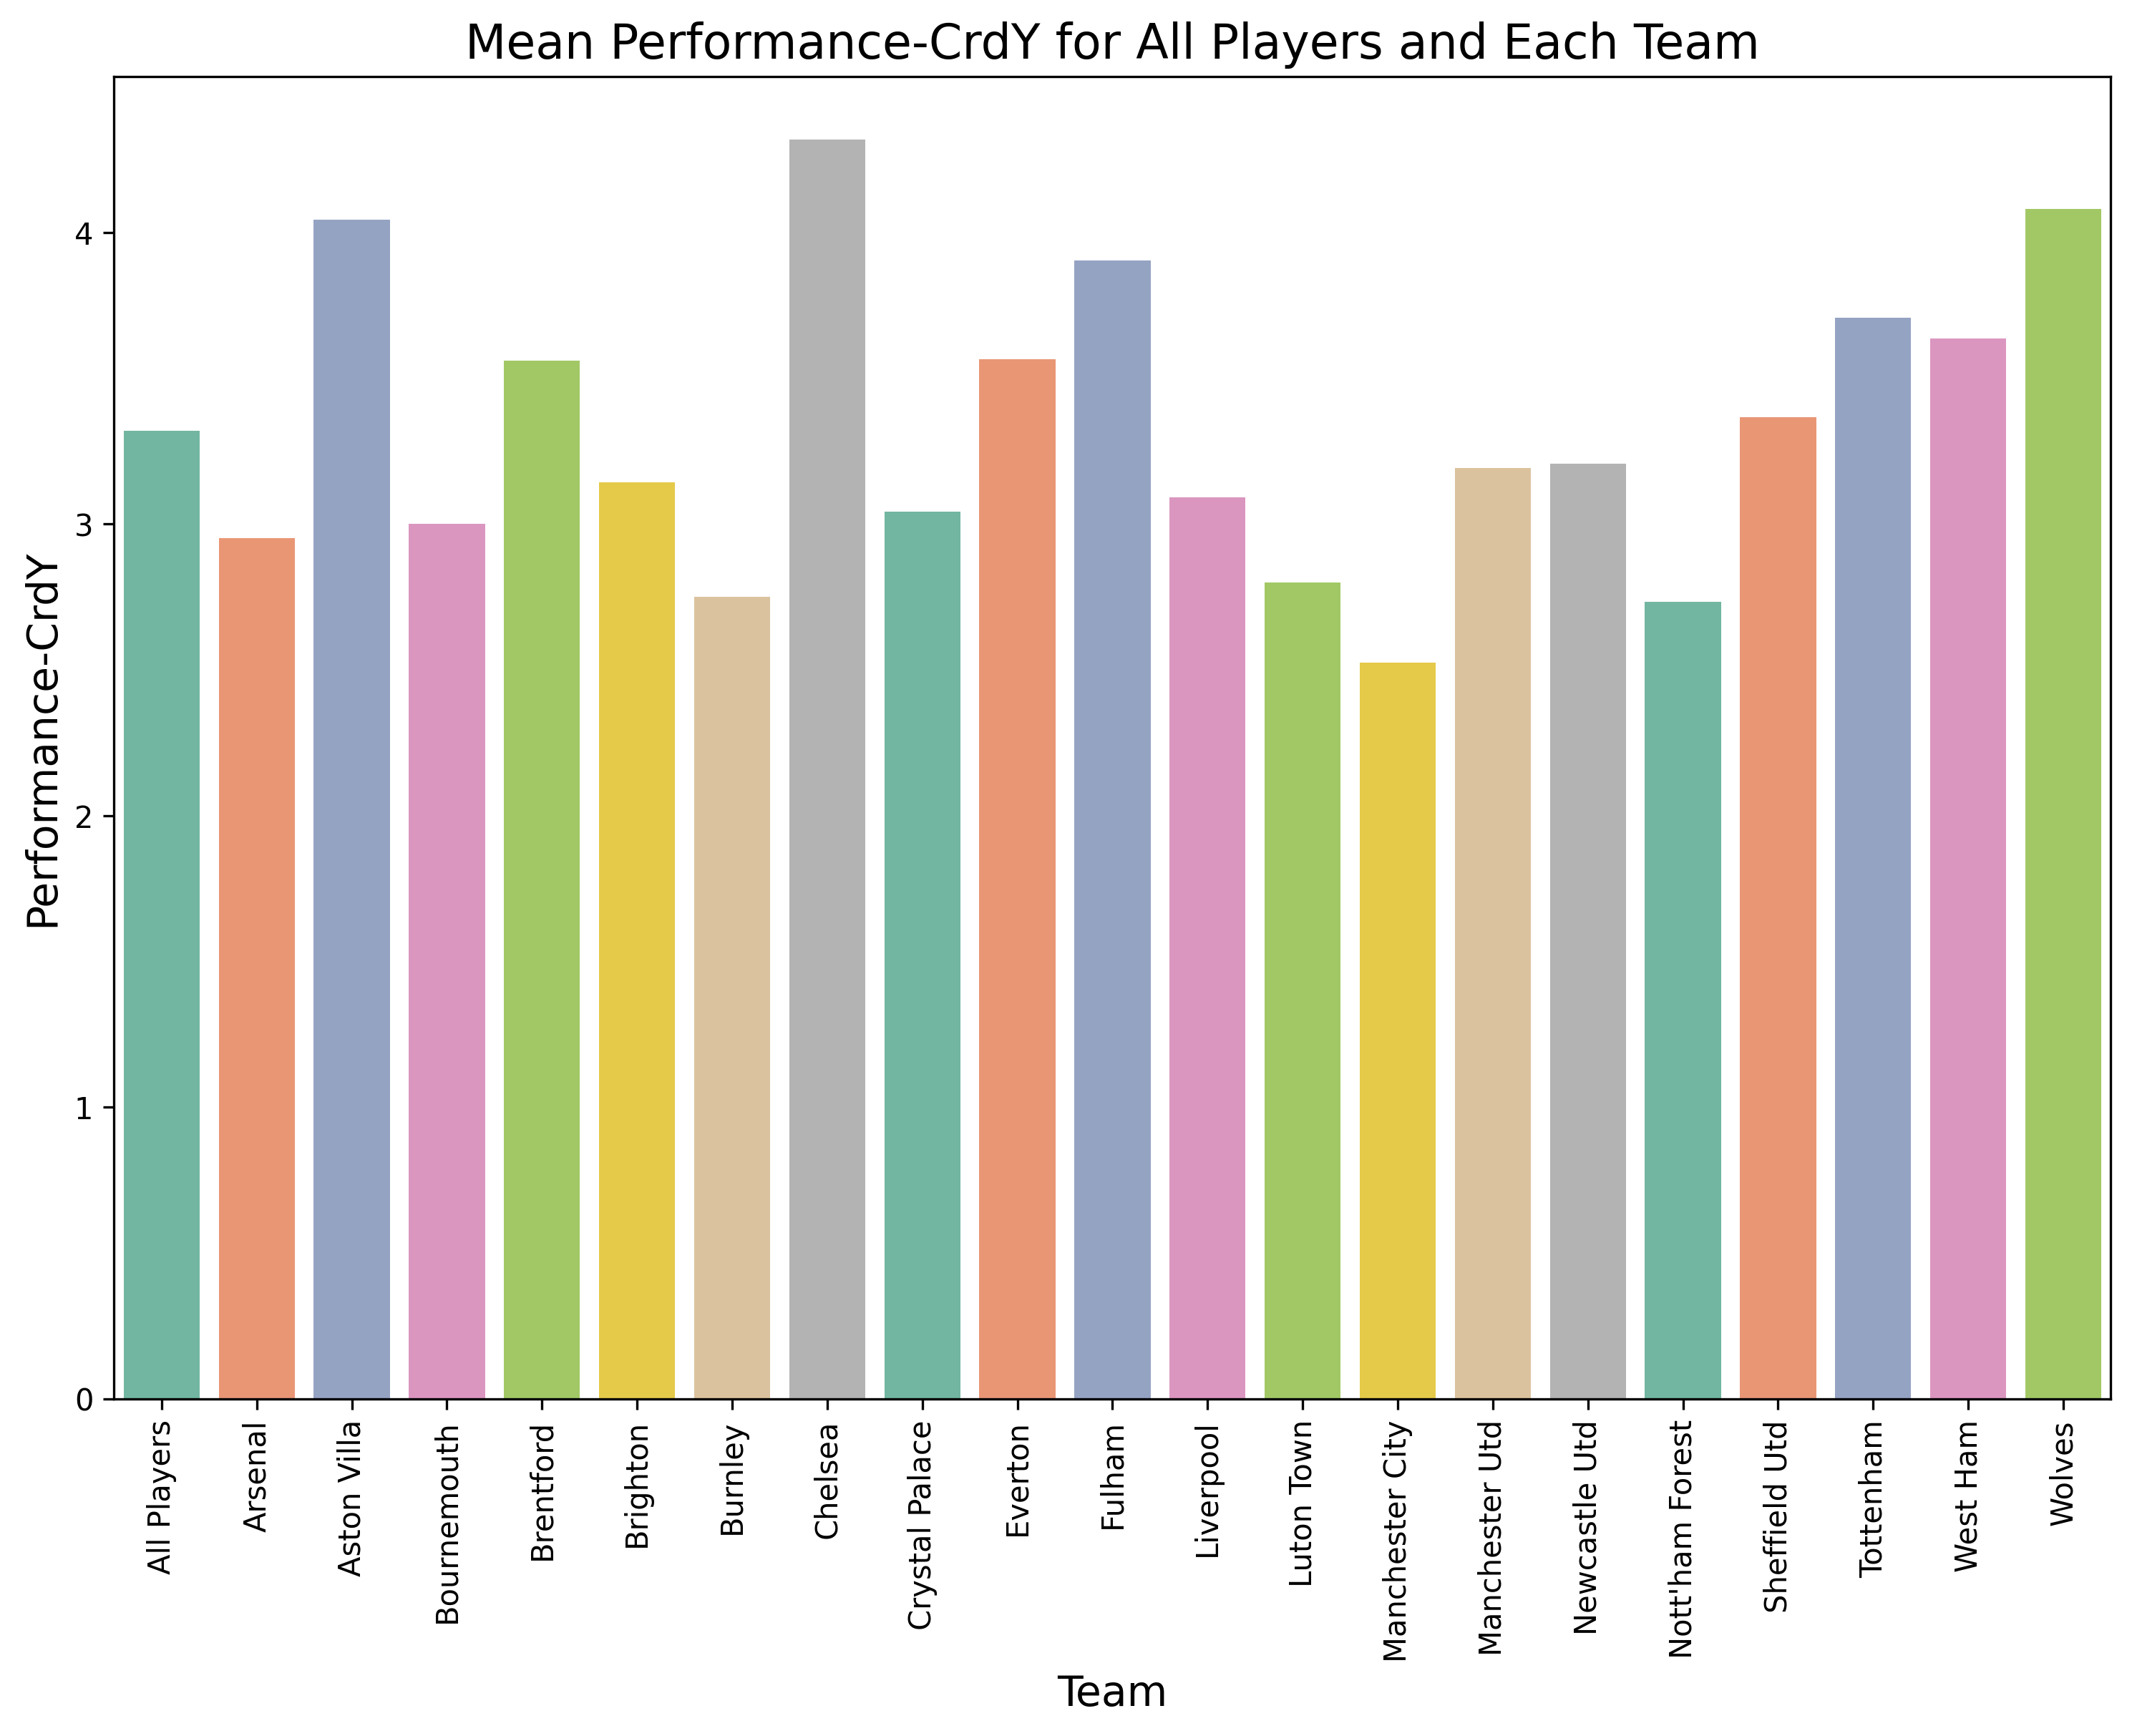 Mean Performance-CrdY for All Players and Each Team
Performance-CrdY
4
3
2
1
0
All Players
Arsenal
Aston Villa
Bournemouth
Brentford
Brighton
Burnley
Chelsea
Crystal Palace
Everton
Fulham
Liverpool
Luton Town
Manchester City
Manchester Utd
Newcastle Utd
Nott'ham Forest
Sheffield Utd
Tottenham
West Ham
Wolves
Team